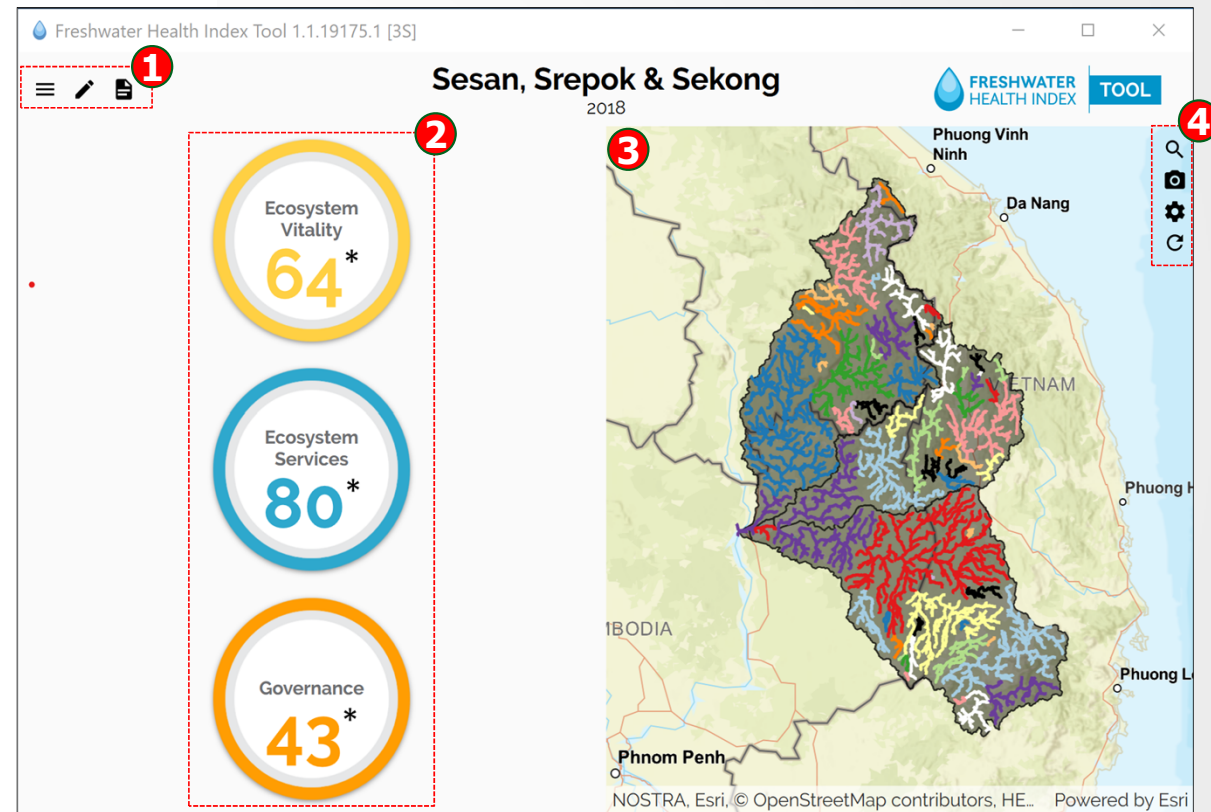 Freshwater Health Index Tool 1.1.19175.1 [3S]
1
Sesan, Srepok & Sekong
2018
FRESHWATER
HEALTH INDEX
TOOL
2
Ecosystem
Vitality
64*
Ecosystem
Services
80*
Governance
43*
3
4
Phuong Vinh
Ninh
Da Nang
ETNAM
Phuong H
MBODIA
Phuong L
Phnom Penh
NOSTRA, Esri, © OpenStreetMap contributors, HE...
Powered by Esri